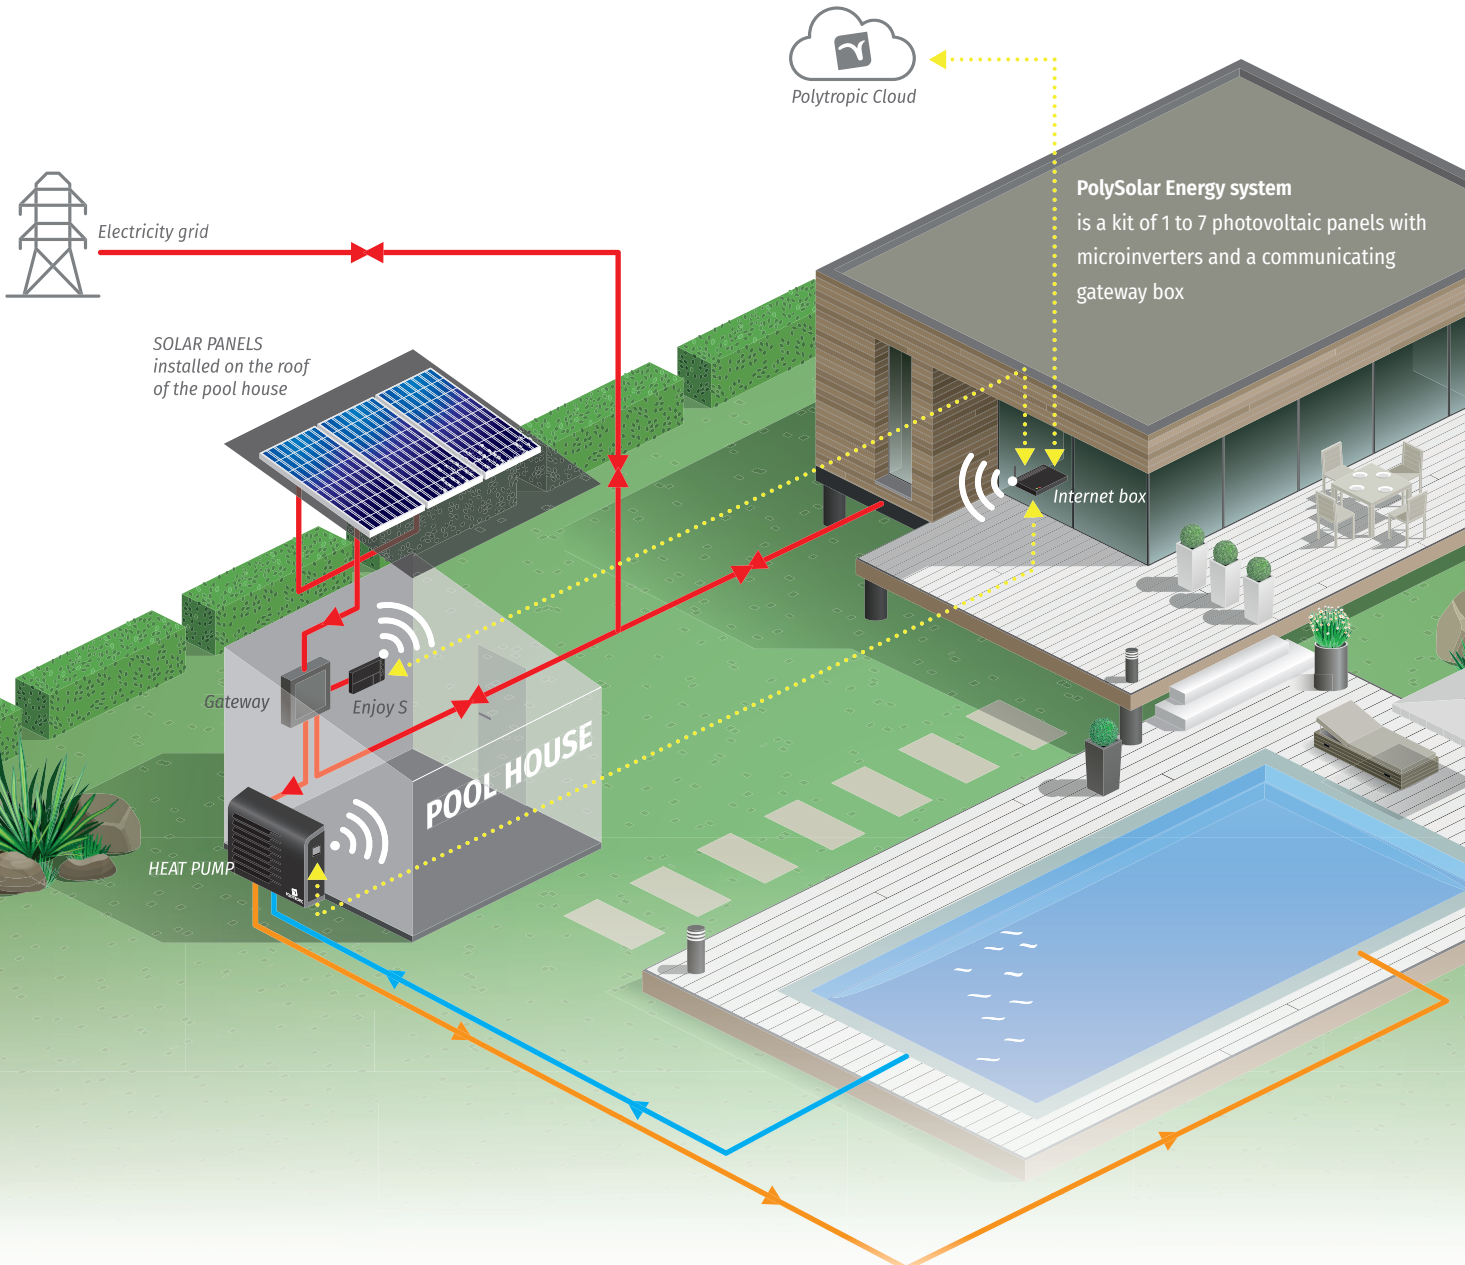 Polytropic Cloud
PolySolar Energy system
is a kit of 1 to 7 photovoltaic panels with
microinverters and a communicating
gateway box
Electricity grid
SOLAR PANELS
installed on the roof
of the pool house
Internet box
Gateway
Enjoy S
POOL HOUSE
HEAT PUMP